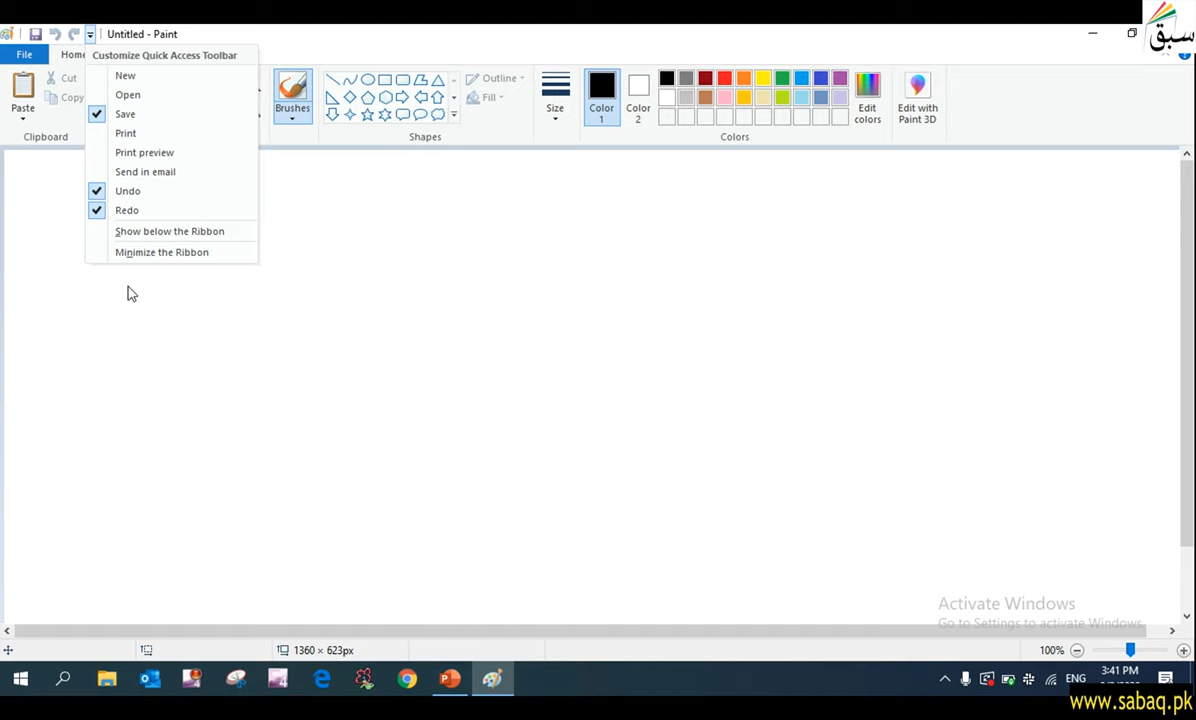 Untitled - Paint
سبق
File
Home
Customize Quick Access Toolbar
New
Open
Save
Print
Print preview
Send in email
Undo
Redo
Show below the Ribbon
Minimize the Ribbon
Paste
Cut
Copy
Clipboard
Brushes
Outline
Fill
Shapes
Size
Color 1
Color 2
Edit colors
Colors
Edit with Paint 3D
Activate Windows
Go to Settings to activate Windows.
1360 × 623px
100%
ENG
3:41 PM
www.sabaq.pk